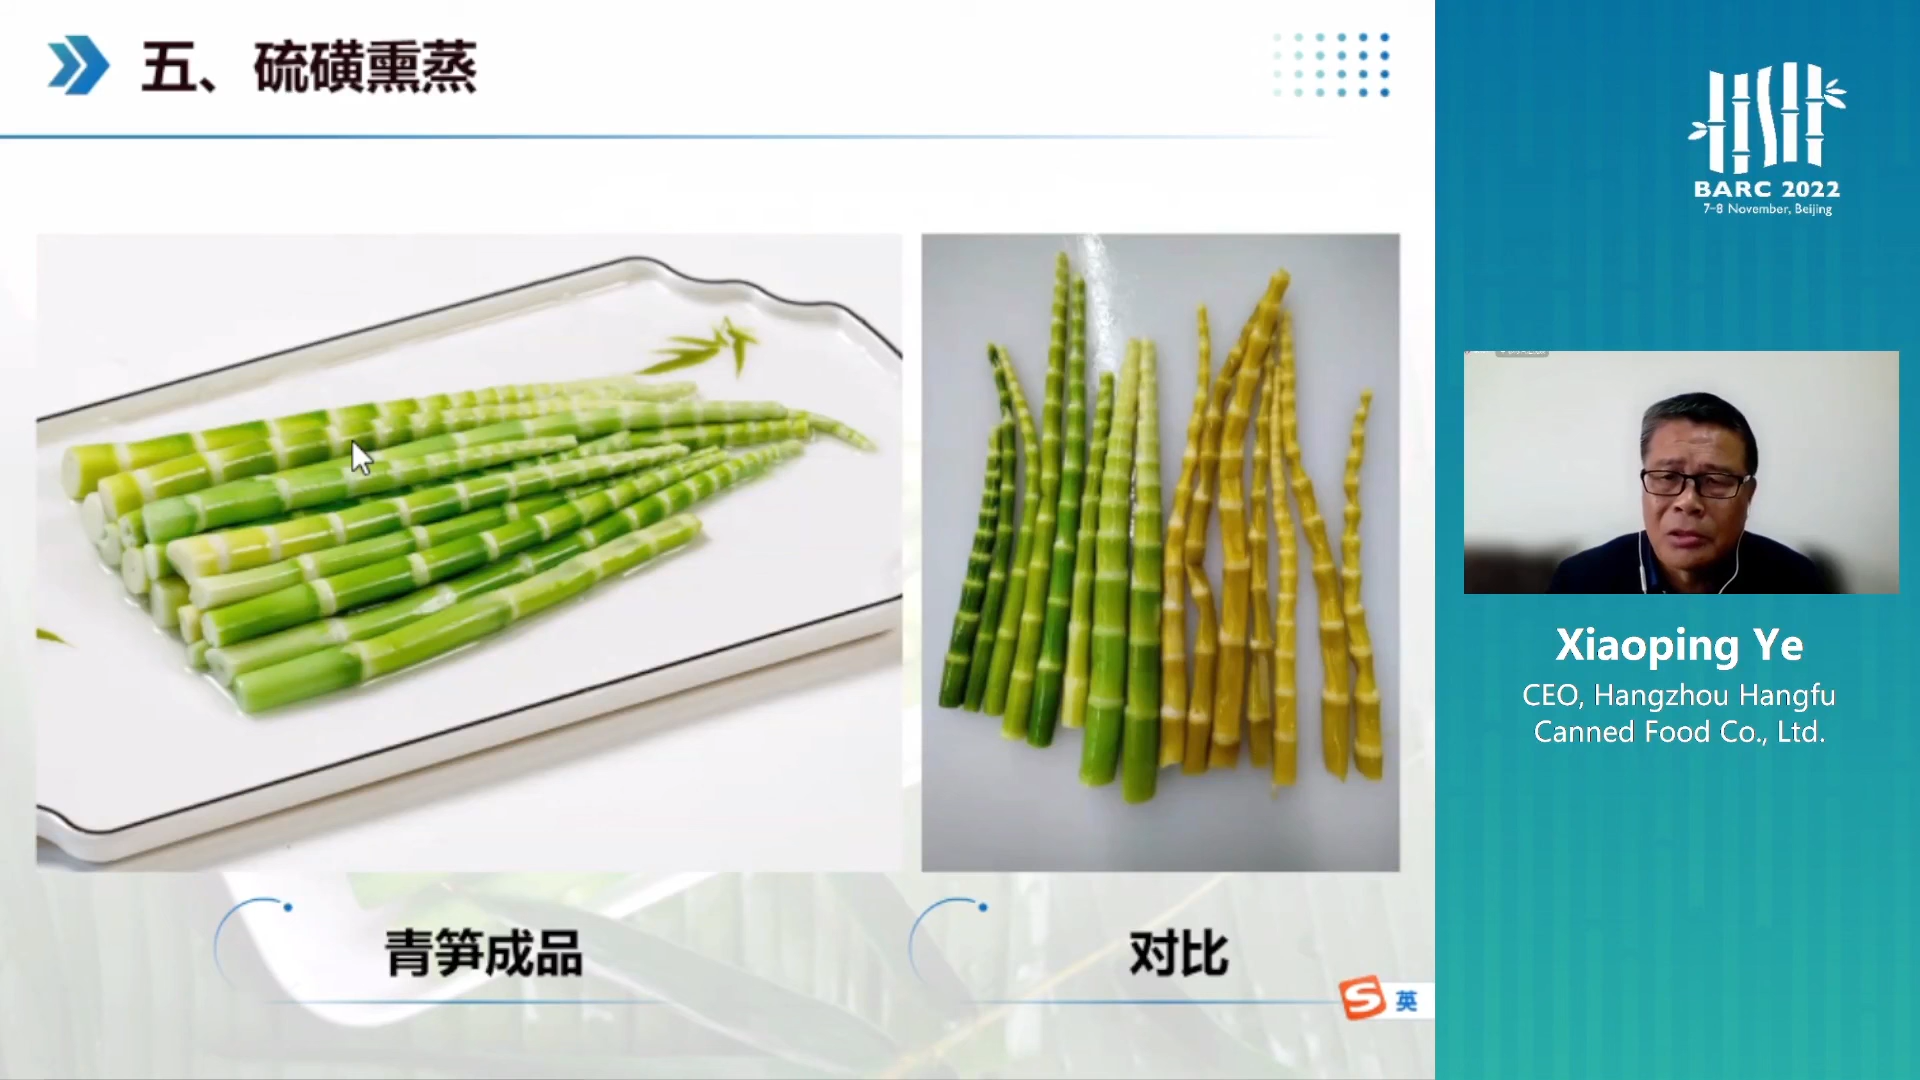 五、硫磺熏蒸
青笋成品
对比
S 英
BARC 2022
7-8 November, Beijing
Xiaoping Ye
CEO, Hangzhou Hangfu
Canned Food Co., Ltd.